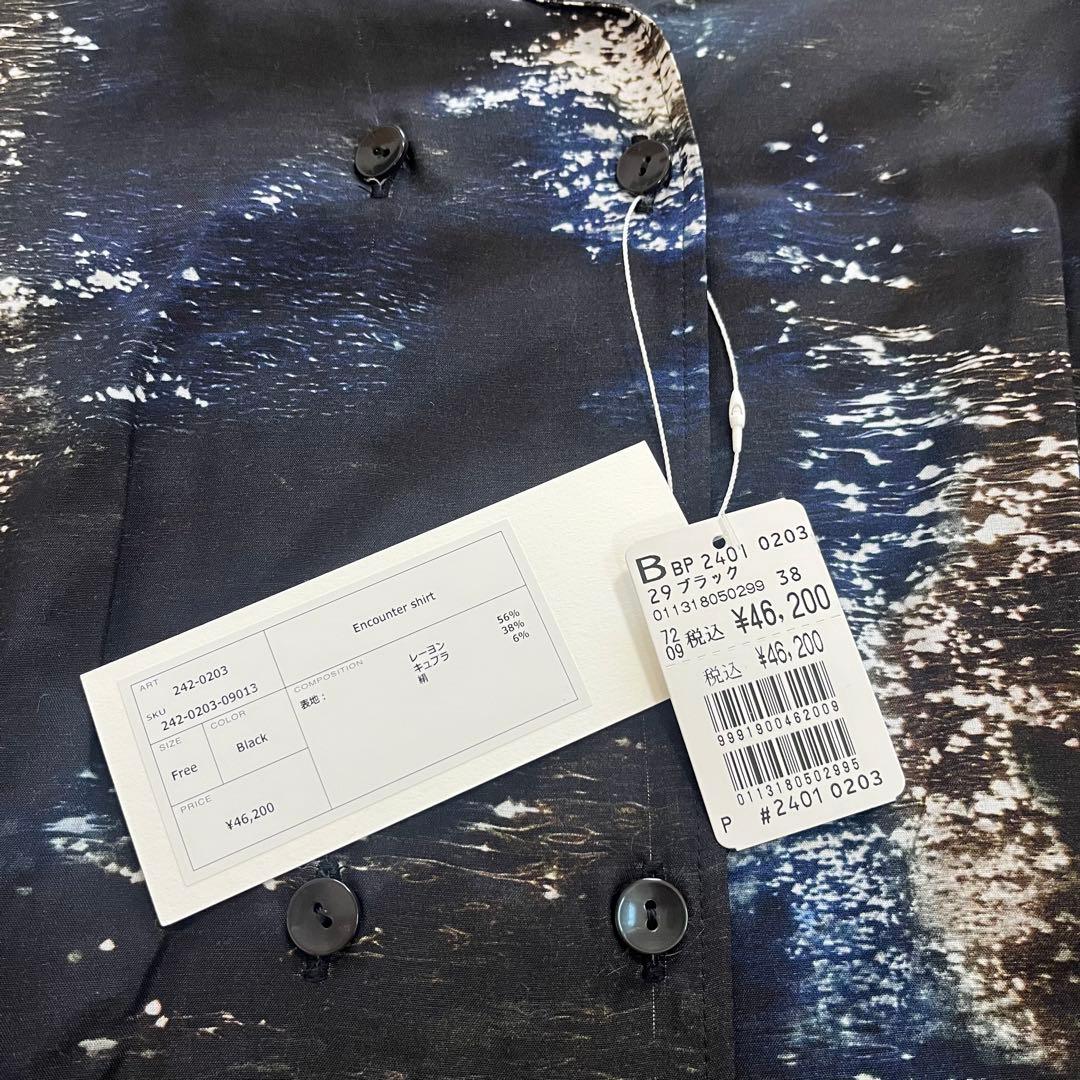 ART
242-0203
Encounter shirt
SKU
242-0203-09013
SIZE
Free
COLOR
Black
COMPOSITION
表地：
レーヨン 56%
キュプラ 38%
絹 6%
PRICE
¥46,200
B BP 2401 0203
29 ブラック
011318050299 38
72
09 税込 ¥46,200
税込 ¥46,200
9991900462009
0113180502995
P #2401 0203